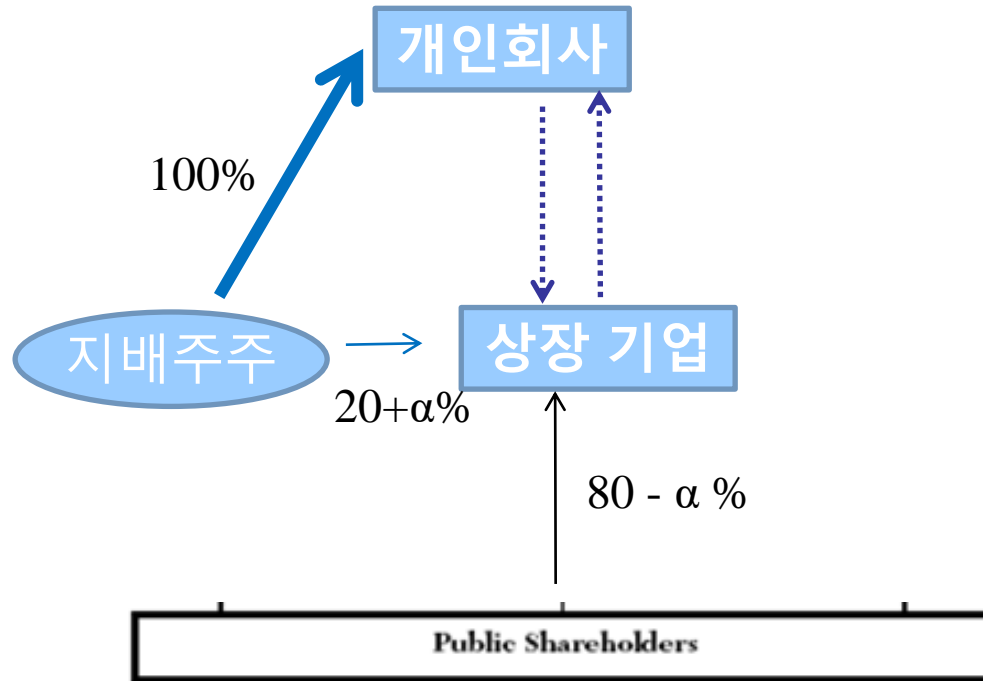 개인회사
100%
지배주주
상장 기업
20+α%
80 - α %
Public Shareholders